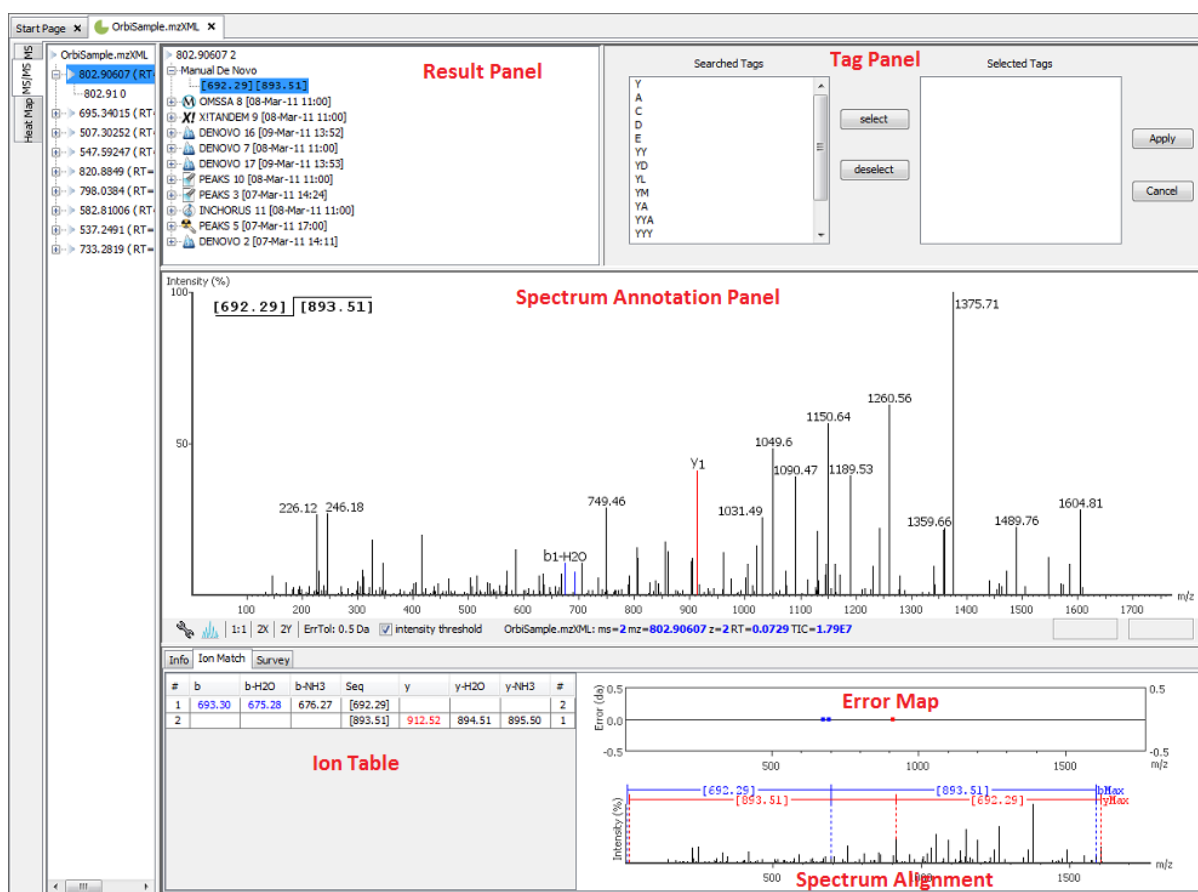 Start Page
OrbiSample.mzXML
MS
MS/MS
Heat Map
OrbiSample.mzXML
802.90607 (RT
802.91 0
695.34015 (RT
507.30252 (RT
547.59247 (RT
820.8849 (RT=
798.0384 (RT=
582.81006 (RT
537.2491 (RT=
733.2819 (RT=
802.90607 2
Result Panel
Manual De Novo
[692.29][893.51]
OMSSA 8 [08-Mar-11 11:00]
X! X!TANDEM 9 [08-Mar-11 11:00]
DENOVO 16 [09-Mar-11 13:52]
DENOVO 7 [08-Mar-11 11:00]
DENOVO 17 [09-Mar-11 13:53]
PEAKS 10 [08-Mar-11 11:00]
PEAKS 3 [07-Mar-11 14:24]
INCHORUS 11 [08-Mar-11 11:00]
PEAKS 5 [07-Mar-11 17:00]
DENOVO 2 [07-Mar-11 14:11]
Searched Tags
Tag Panel
Selected Tags
Y
A
C
D
E
YY
YD
YL
YM
YA
YYA
YYY
select
deselect
Apply
Cancel
Intensity (%)
Spectrum Annotation Panel
100
50
[692.29] [893.51]
226.12
246.18
b1-H2O
749.46
Y1
1031.49
1049.6
1090.47
1150.64
1189.53
1260.56
1359.66
1375.71
1489.76
1604.81
100 200 300 400 500 600 700 800 900 1000 1100 1200 1300 1400 1500 1600 1700 m/z
1:1 2X 2Y ErrTol: 0.5 Da intensity threshold OrbiSample.mzXML: ms=2 mz=802.90607 z=2 RT=0.0729 TIC=1.79E7
Info Ion Match Survey
# b b-H2O b-NH3 Seq y y-H2O y-NH3 #
1 693.30 675.28 676.27 [692.29] 2
2 [893.51] 912.52 894.51 895.50 1
Ion Table
Error (da)
0.5
0.0
-0.5
Error Map
0.5
-0.5
500 1000 1500 m/z
Intensity (%)
[692.29] [893.51] bMax
[893.51] [692.29] yMax
500 1000 1500 m/z
Spectrum Alignment